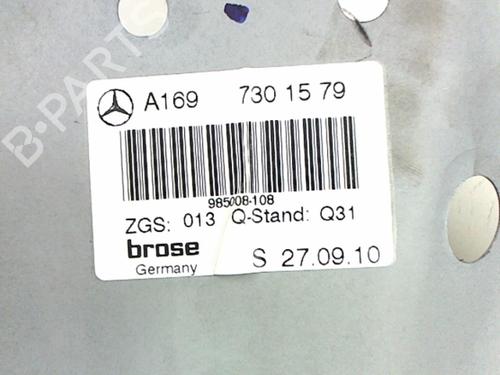 B-PARTS
A169 730 15 79
985008-108
ZGS: 013 Q-Stand: Q31
brose
Germany S 27.09.10